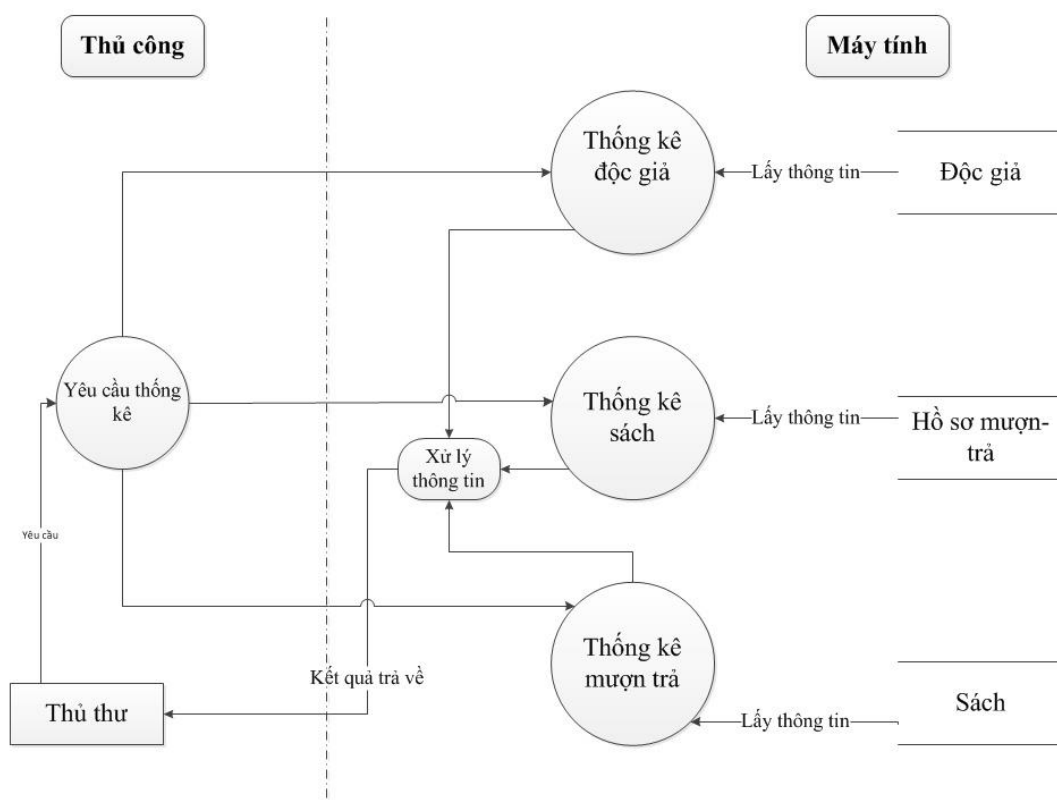 Thủ công
Máy tính
Thống kê
độc giả
Lấy thông tin
Độc giả
Yêu cầu thống
kê
Thống kê
sách
Lấy thông tin
Hồ sơ mượn-
trả
Xử lý
thông tin
Yêu cầu
Thống kê
mượn trả
Kết quả trả về
Thủ thư
Lấy thông tin
Sách